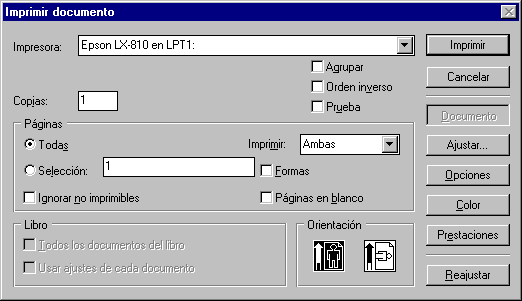 Imprimir documento
Impresora: Epson LX-810 en LPT1:
Imprimir
Agrupar
Cancelar
Orden inverso
Copias: 1
Prueba
Documento
Páginas
Todas
Imprimir: Ambas
Ajustar...
Selección: 1
Formas
Opciones
Ignorar no imprimibles
Páginas en blanco
Color
Libro
Orientación
Prestaciones
Todos los documentos del libro
Usar ajustes de cada documento
Reajustar